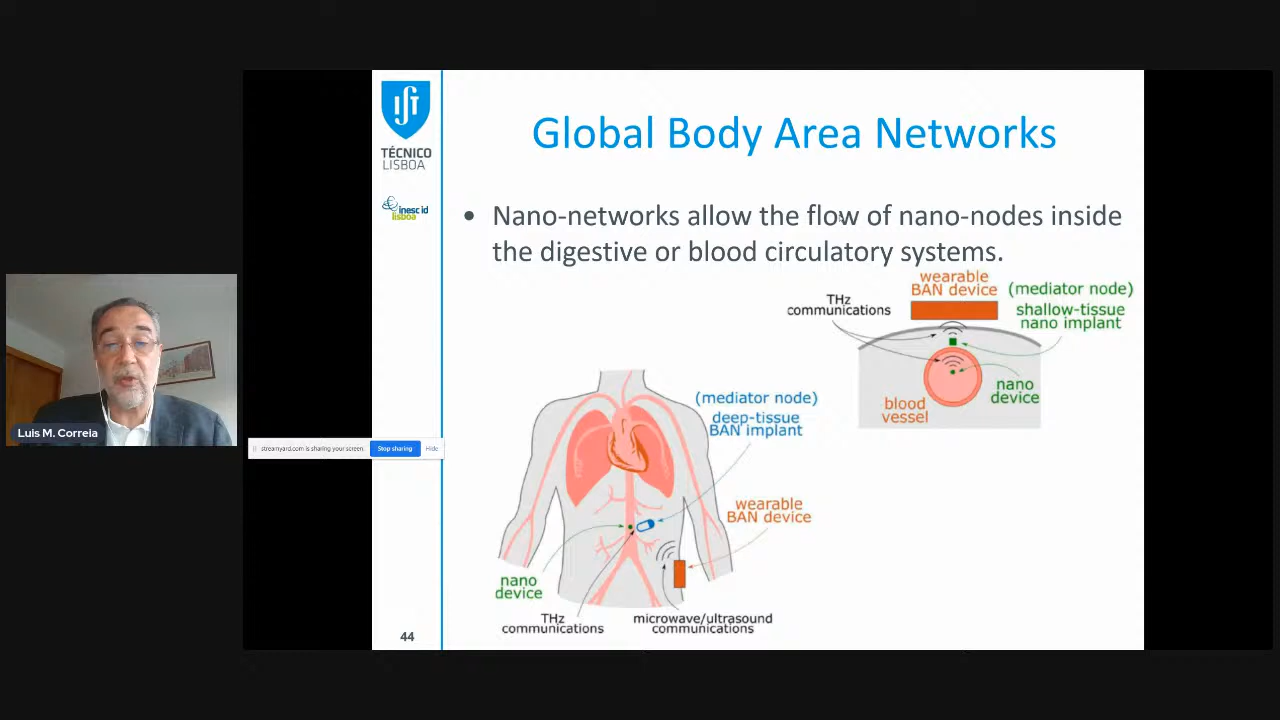 IST
TÉCNICO
LISBOA
inesc id
lisboa
Global Body Area Networks
• Nano-networks allow the flow of nano-nodes inside
the digestive or blood circulatory systems.
wearable
BAN device
(mediator node)
shallow-tissue
nano implant
THz
communications
nano
device
blood
vessel
(mediator node)
deep-tissue
BAN implant
wearable
BAN device
nano
device
THz
communications
microwave/ultrasound
communications
44
Luis M. Correia
streamyard.com is sharing your screen.
Stop sharing
Hide